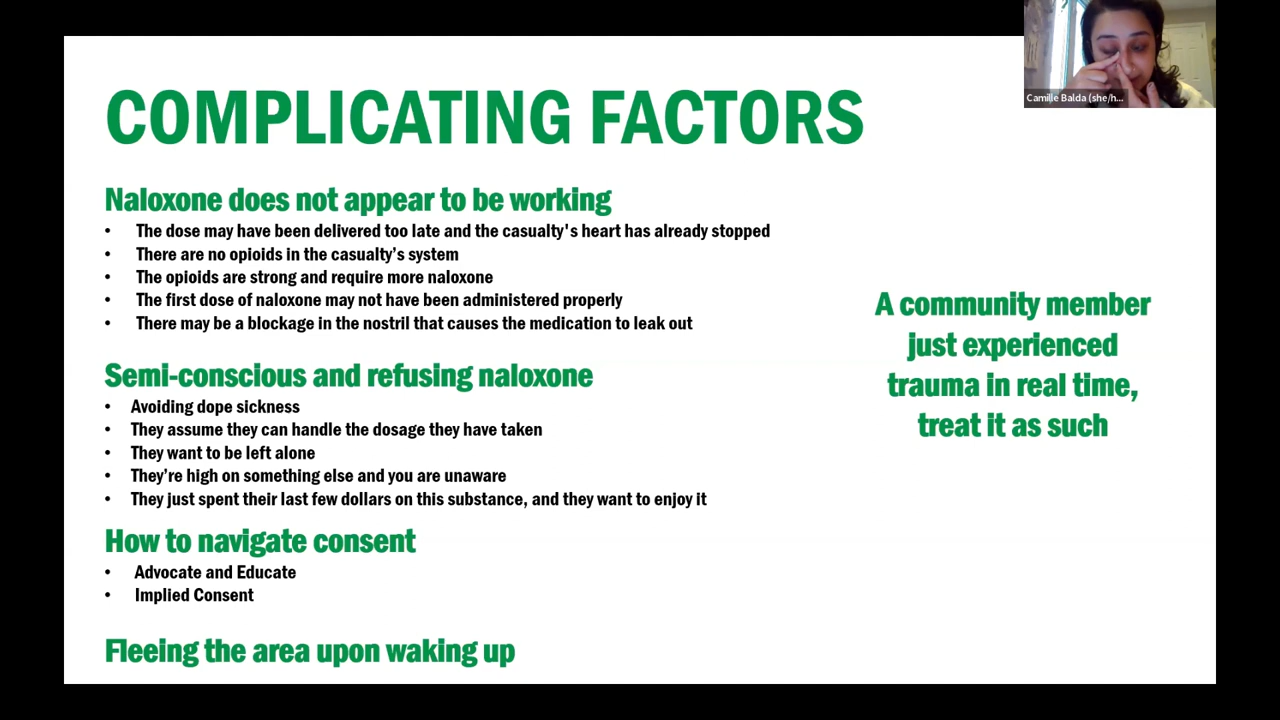 COMPLICATING FACTORS
Naloxone does not appear to be working
• The dose may have been delivered too late and the casualty's heart has already stopped
• There are no opioids in the casualty’s system
• The opioids are strong and require more naloxone
• The first dose of naloxone may not have been administered properly
• There may be a blockage in the nostril that causes the medication to leak out
Semi-conscious and refusing naloxone
• Avoiding dope sickness
• They assume they can handle the dosage they have taken
• They want to be left alone
• They’re high on something else and you are unaware
• They just spent their last few dollars on this substance, and they want to enjoy it
How to navigate consent
• Advocate and Educate
• Implied Consent
Fleeing the area upon waking up
A community member
just experienced
trauma in real time,
treat it as such
Camille Balda (she/h...